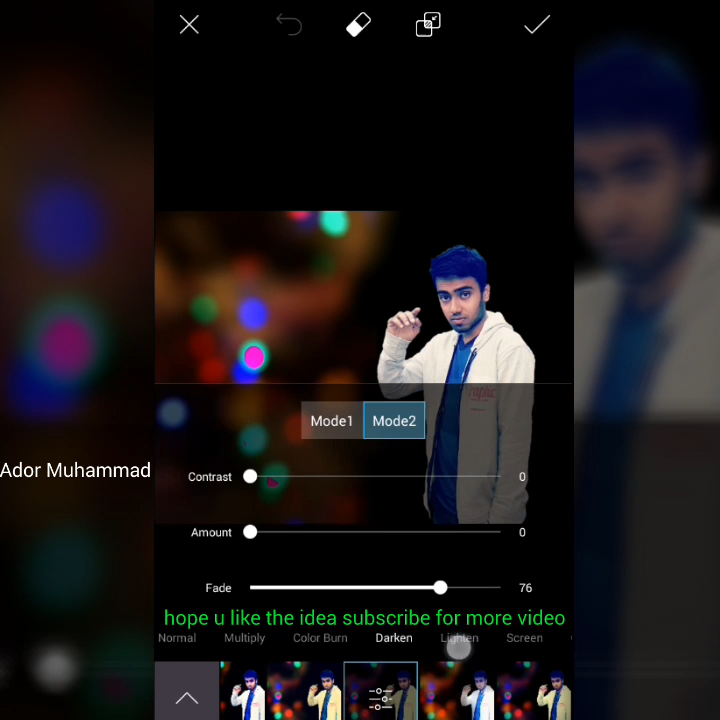 Mode1 Mode2
Ador Muhammad
Contrast 0
Amount 0
Fade 76
hope u like the idea subscribe for more video
Normal Multiply Color Burn Darken Lighten Screen